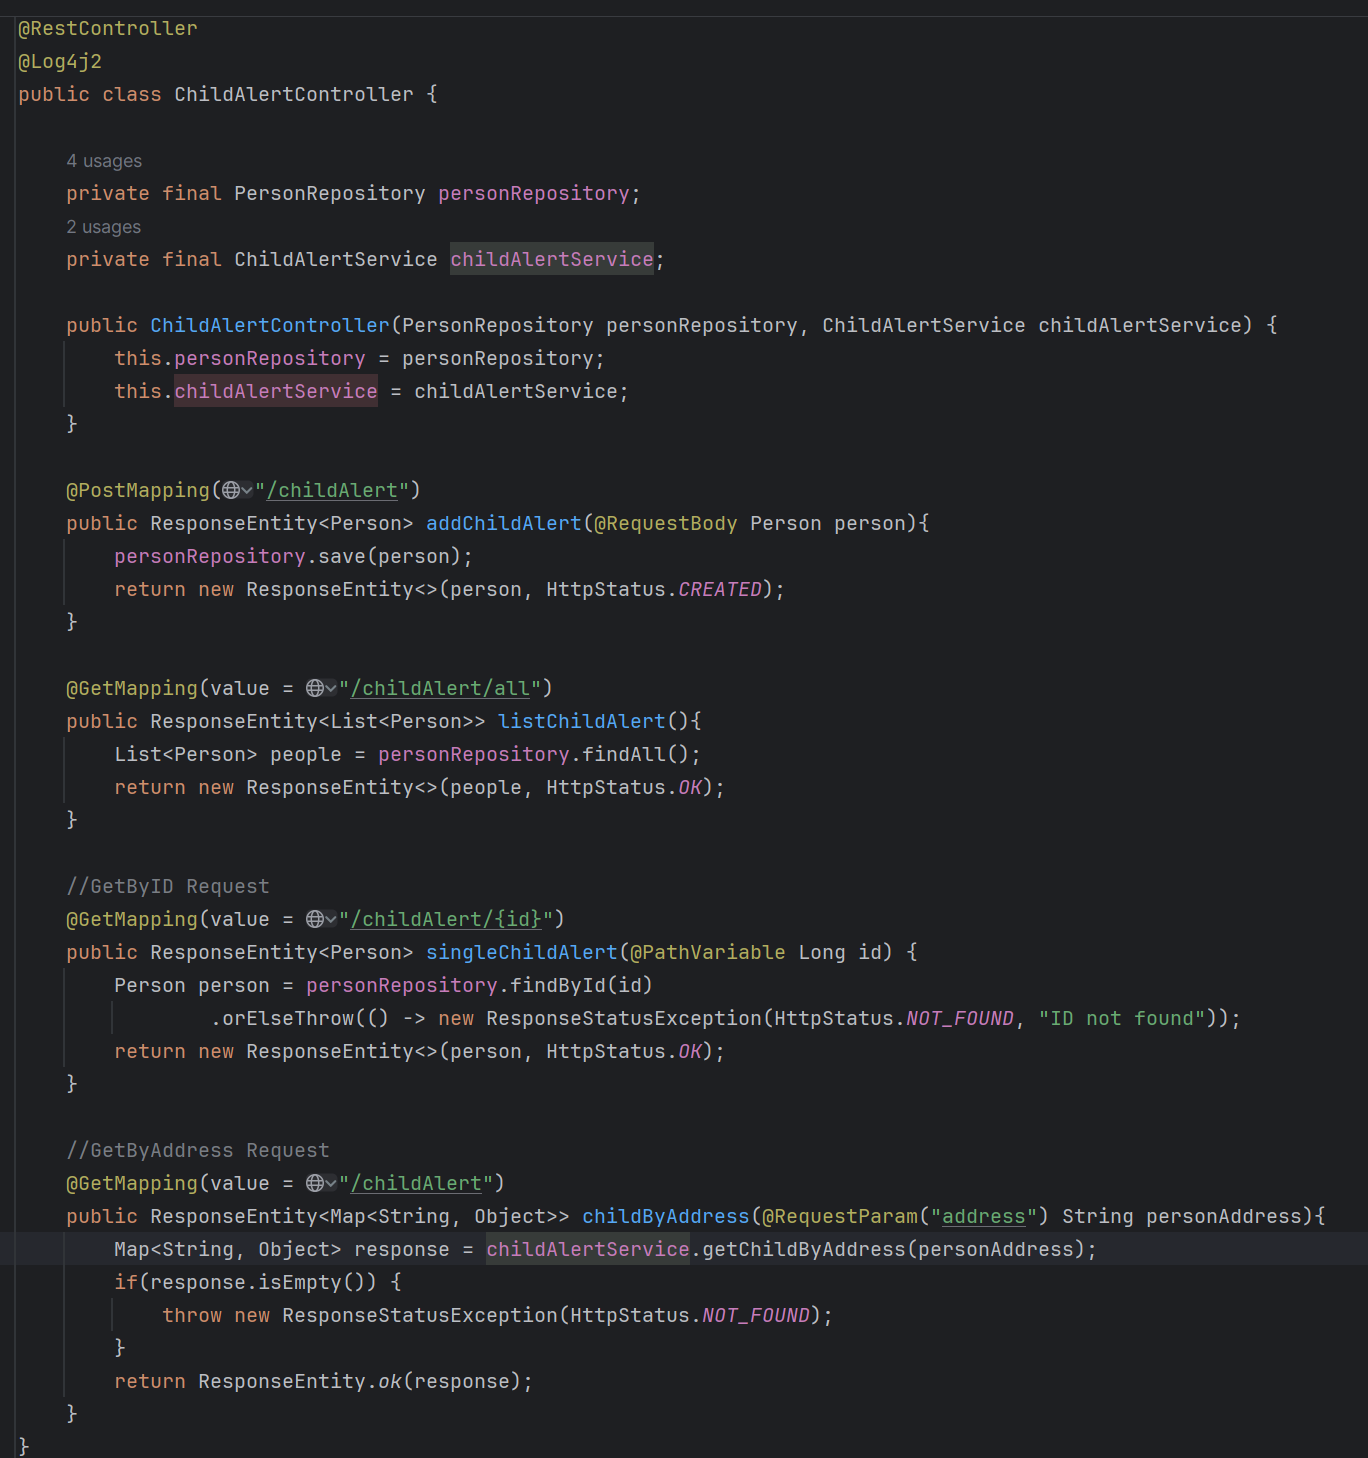 @RestController
@Log4j2
public class ChildAlertController {
4 usages
private final PersonRepository personRepository;
2 usages
private final ChildAlertService childAlertService;
public ChildAlertController(PersonRepository personRepository, ChildAlertService childAlertService) {
this.personRepository = personRepository;
this.childAlertService = childAlertService;
}
@PostMapping("/childAlert")
public ResponseEntity<Person> addChildAlert(@RequestBody Person person){
personRepository.save(person);
return new ResponseEntity<>(person, HttpStatus.CREATED);
}
@GetMapping(value = "/childAlert/all")
public ResponseEntity<List<Person>> listChildAlert(){
List<Person> people = personRepository.findAll();
return new ResponseEntity<>(people, HttpStatus.OK);
}
//GetByID Request
@GetMapping(value = "/childAlert/{id}")
public ResponseEntity<Person> singleChildAlert(@PathVariable Long id) {
Person person = personRepository.findById(id)
.orElseThrow(() -> new ResponseStatusException(HttpStatus.NOT_FOUND, "ID not found"));
return new ResponseEntity<>(person, HttpStatus.OK);
}
//GetByAddress Request
@GetMapping(value = "/childAlert")
public ResponseEntity<Map<String, Object>> childByAddress(@RequestParam("address") String personAddress){
Map<String, Object> response = childAlertService.getChildByAddress(personAddress);
if(response.isEmpty()) {
throw new ResponseStatusException(HttpStatus.NOT_FOUND);
}
return ResponseEntity.ok(response);
}
}